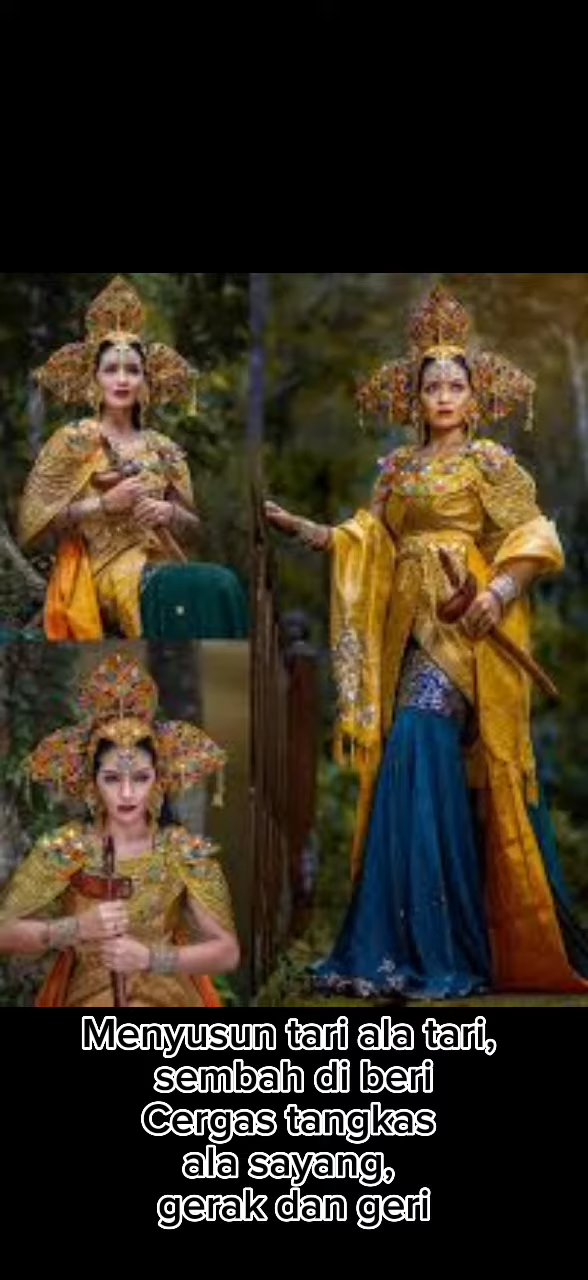 Menyusun tari ala tari,
sembah di beri
Cergas tangkas
ala sayang,
gerak dan geri